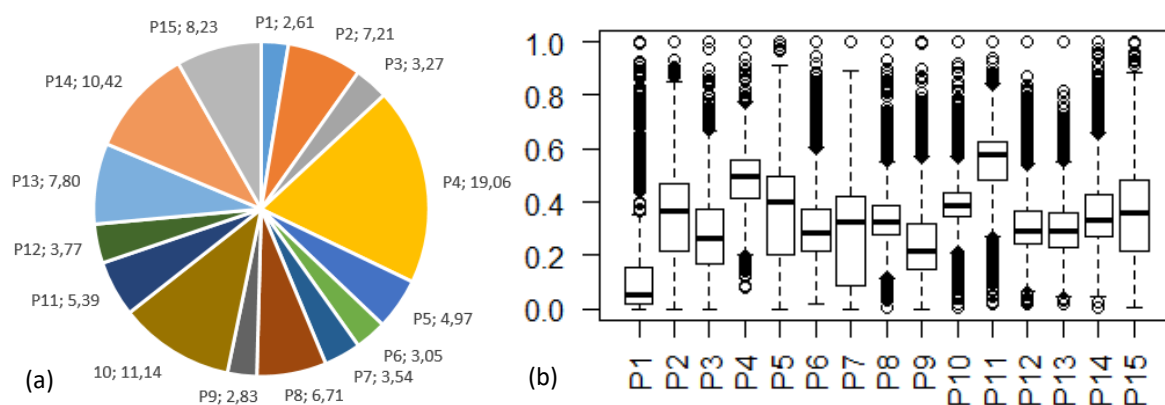 P1; 2,61
P2; 7,21
P3; 3,27
P4; 19,06
P5; 4,97
P6; 3,05
P7; 3,54
P8; 6,71
P9; 2,83
10; 11,14
P11; 5,39
P12; 3,77
P13; 7,80
P14; 10,42
P15; 8,23
(a)
(b)
1.0
0.8
0.6
0.4
0.2
0.0
P1
P2
P3
P4
P5
P6
P7
P8
P9
P10
P11
P12
P13
P14
P15